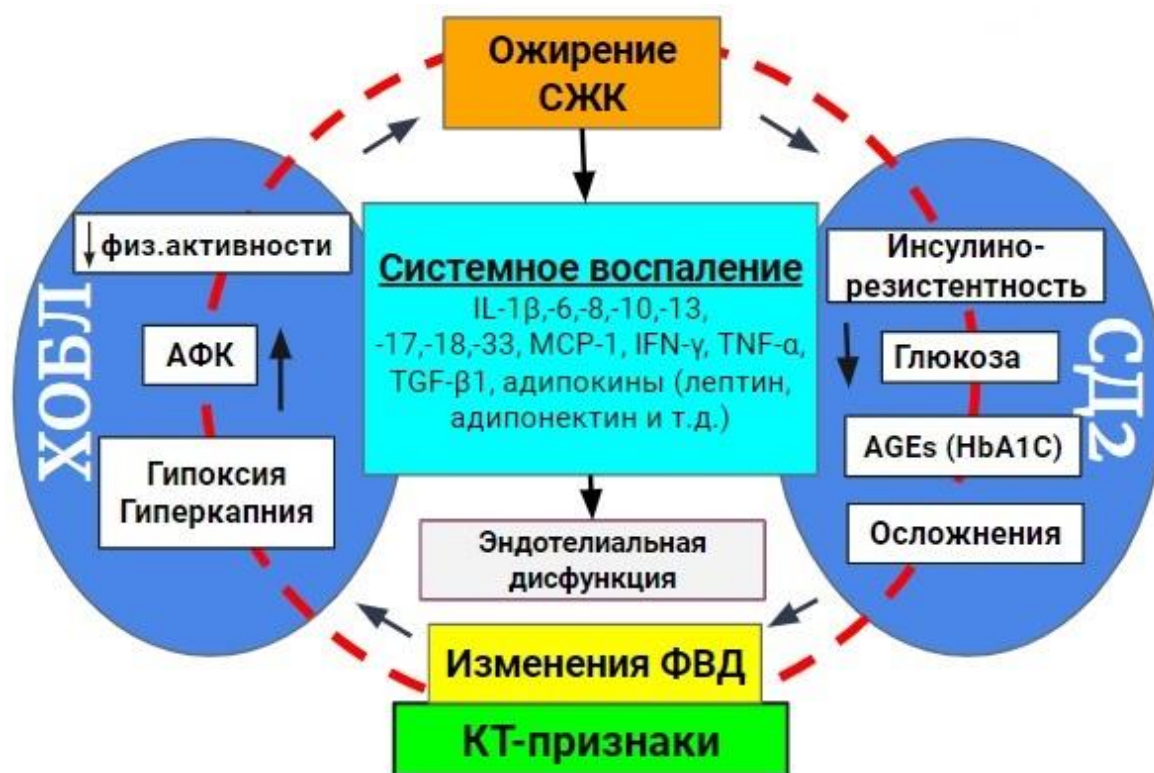 Ожирение
СЖК
ХОБЛ
↓ физ.активности
АФК
Гипоксия
Гиперкапния
Системное воспаление
IL-1β,-6,-8,-10,-13,
-17,-18,-33, MCP-1, IFN-γ, TNF-α,
TGF-β1, адипокины (лептин,
адипонектин и т.д.)
Эндотелиальная
дисфункция
Инсулино-
резистентность
Глюкоза
AGEs (HbA1C)
Осложнения
СД2
Изменения ФВД
КТ-признаки